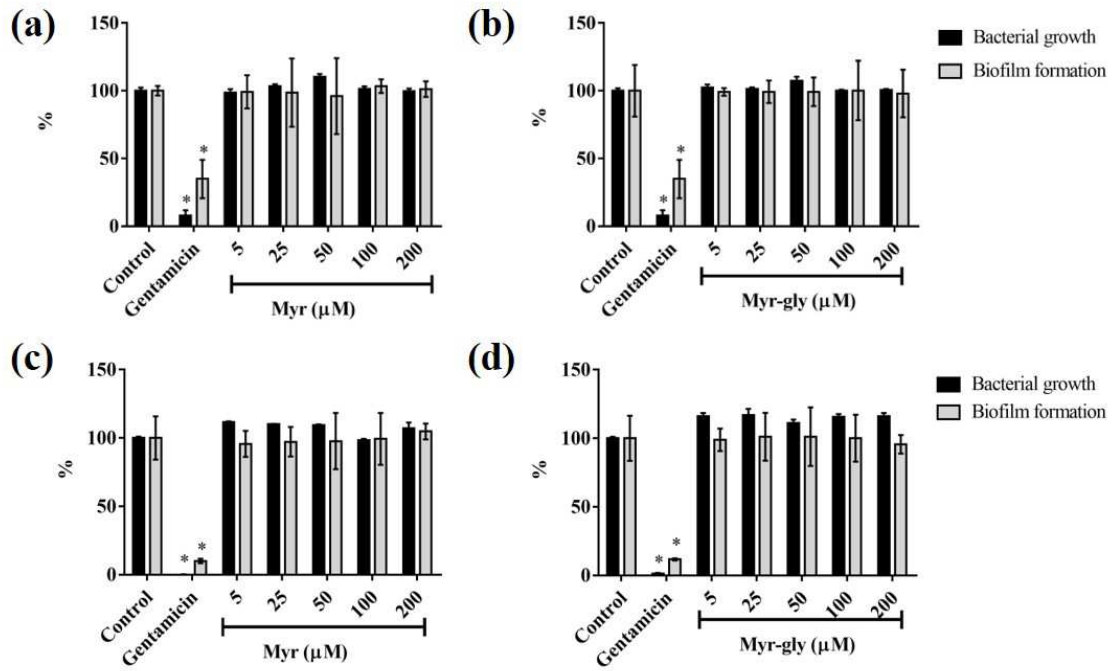 (a)
150
100
50
0
%
*
*
Control
Gentamicin
5
25
50
100
200
Myr (μM)
(b)
150
100
50
0
%
*
*
Control
Gentamicin
5
25
50
100
200
Myr-gly (μM)
Bacterial growth
Biofilm formation
(c)
150
100
50
0
%
*
*
Control
Gentamicin
5
25
50
100
200
Myr (μM)
(d)
150
100
50
0
%
*
*
Control
Gentamicin
5
25
50
100
200
Myr-gly (μM)
Bacterial growth
Biofilm formation